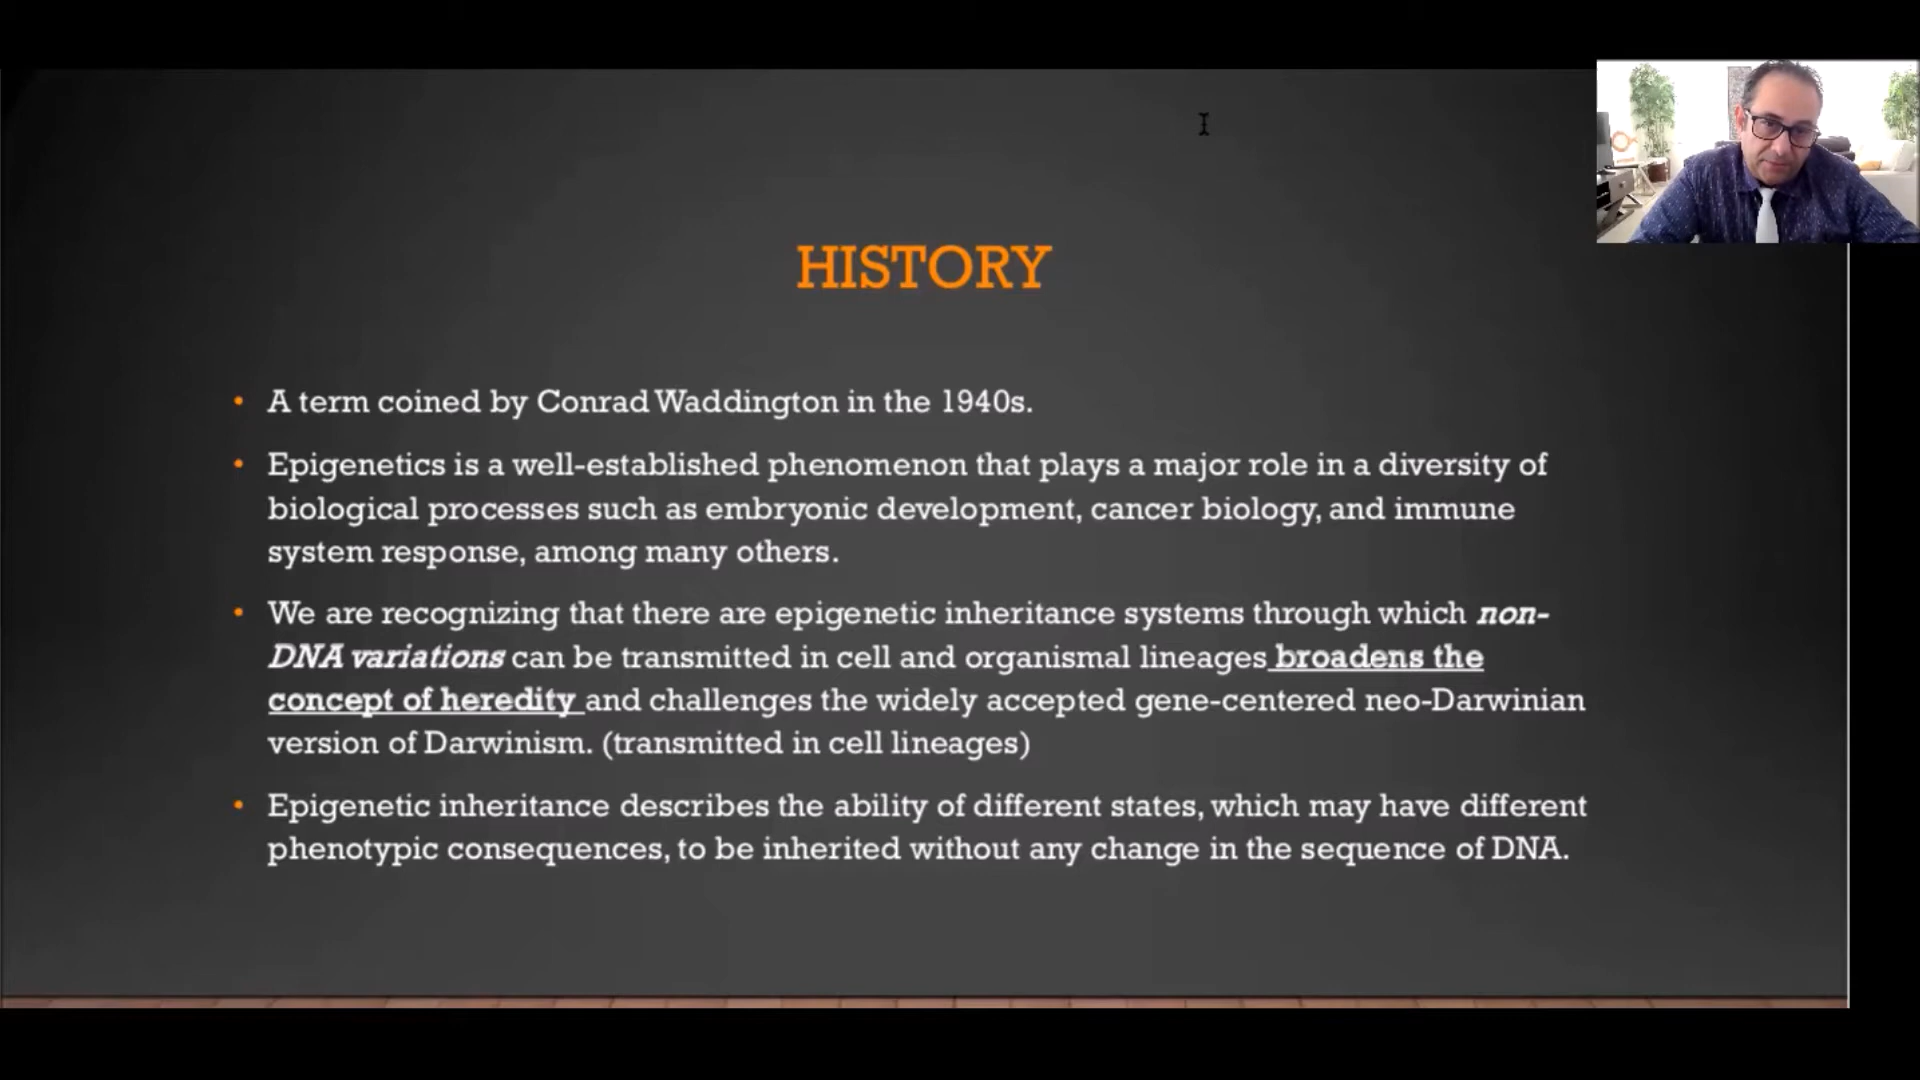 HISTORY
• A term coined by Conrad Waddington in the 1940s.
• Epigenetics is a well-established phenomenon that plays a major role in a diversity of
biological processes such as embryonic development, cancer biology, and immune
system response, among many others.
• We are recognizing that there are epigenetic inheritance systems through which non-
DNA variations can be transmitted in cell and organismal lineages broadens the
concept of heredity and challenges the widely accepted gene-centered neo-Darwinian
version of Darwinism. (transmitted in cell lineages)
• Epigenetic inheritance describes the ability of different states, which may have different
phenotypic consequences, to be inherited without any change in the sequence of DNA.